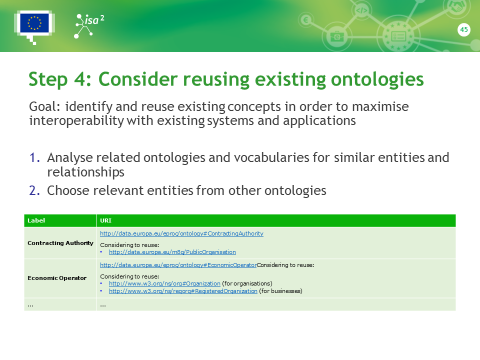 isa²
45
Step 4: Consider reusing existing ontologies
Goal: identify and reuse existing concepts in order to maximise
interoperability with existing systems and applications
1. Analyse related ontologies and vocabularies for similar entities and
relationships
2. Choose relevant entities from other ontologies
Label URI
Contracting Authority
http://data.europa.eu/eproc/ontology#ContractingAuthority
Considering to reuse:
• http://data.europa.eu/m8g/PublicOrganisation
Economic Operator
http://data.europa.eu/eproc/ontology#EconomicOperatorConsidering to reuse:
Considering to reuse:
• http://www.w3.org/ns/org#Organization (for organisations)
• http://www.w3.org/ns/regorg#RegisteredOrganization (for businesses)
... ...